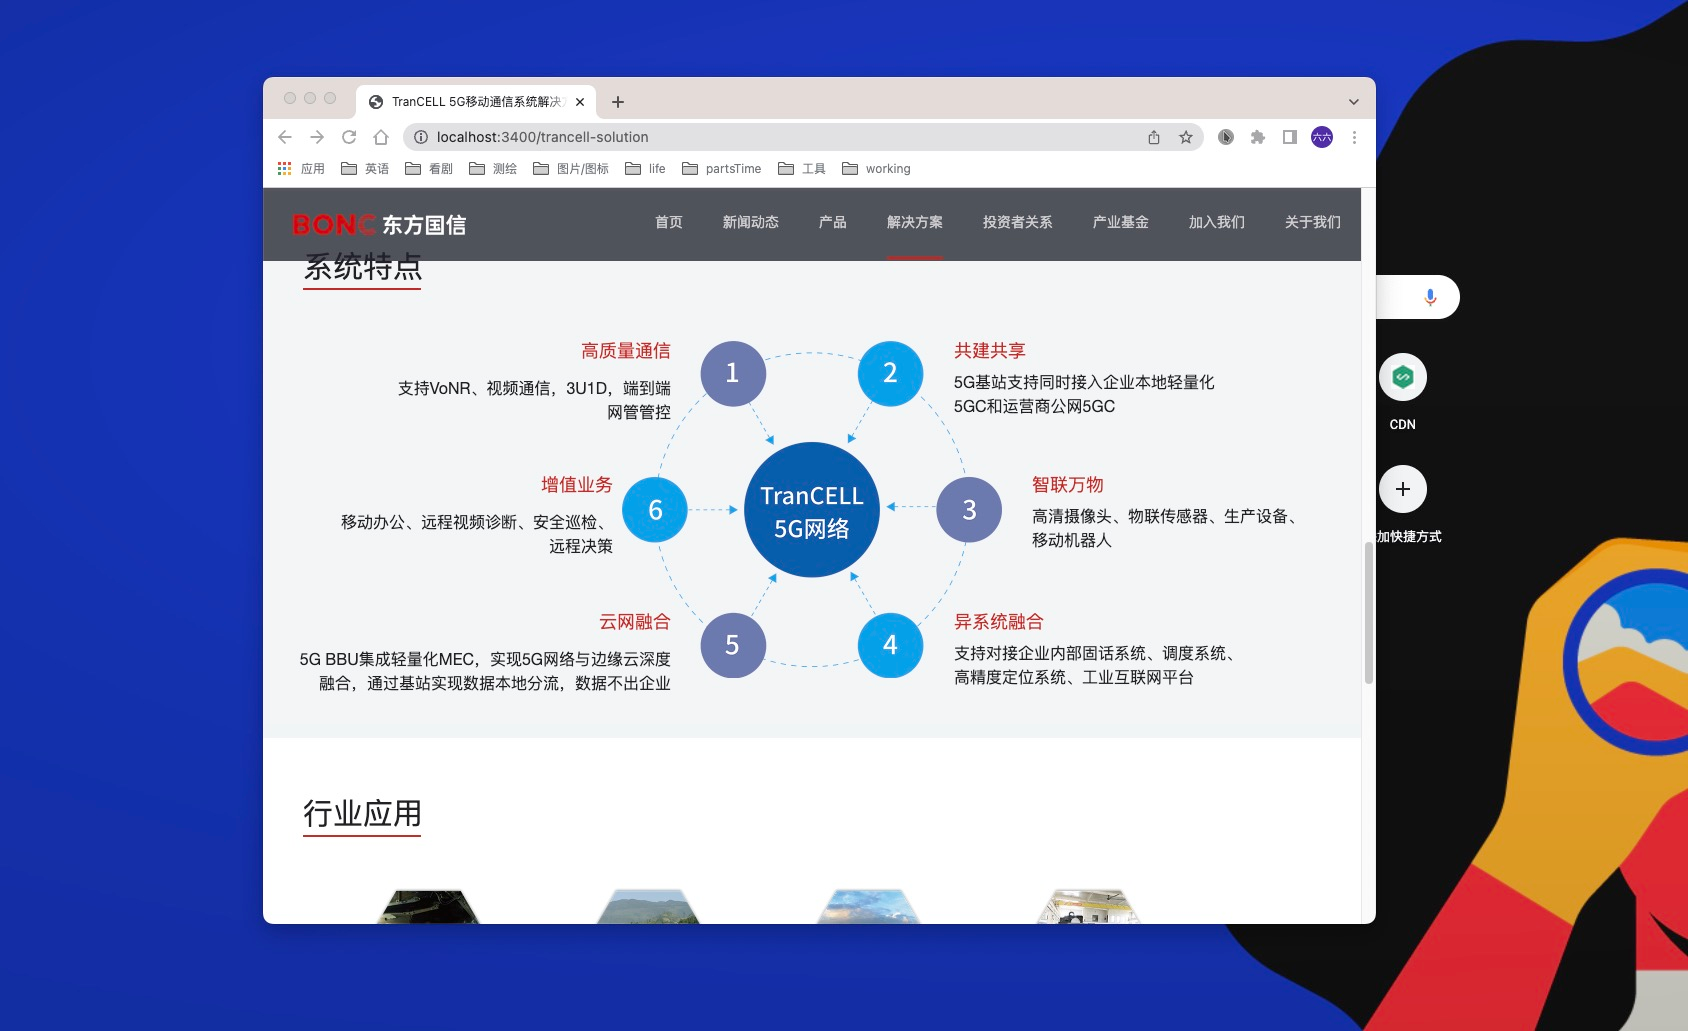 TranCELL 5G移动通信系统解决
localhost:3400/trancell-solution
六六
应用 英语 看剧 测绘 图片/图标 life partsTime 工具 working
BONC 东方国信
首页 新闻动态 产品 解决方案 投资者关系 产业基金 加入我们 关于我们
系统特点
1
高质量通信
支持VoNR、视频通信，3U1D，端到端
网管管控
2
共建共享
5G基站支持同时接入企业本地轻量化
5GC和运营商公网5GC
6
增值业务
移动办公、远程视频诊断、安全巡检、
远程决策
TranCELL
5G网络
3
智联万物
高清摄像头、物联传感器、生产设备、
移动机器人
5
云网融合
5G BBU集成轻量化MEC，实现5G网络与边缘云深度
融合，通过基站实现数据本地分流，数据不出企业
4
异系统融合
支持对接企业内部固话系统、调度系统、
高精度定位系统、工业互联网平台
行业应用
CDN
加快捷方式